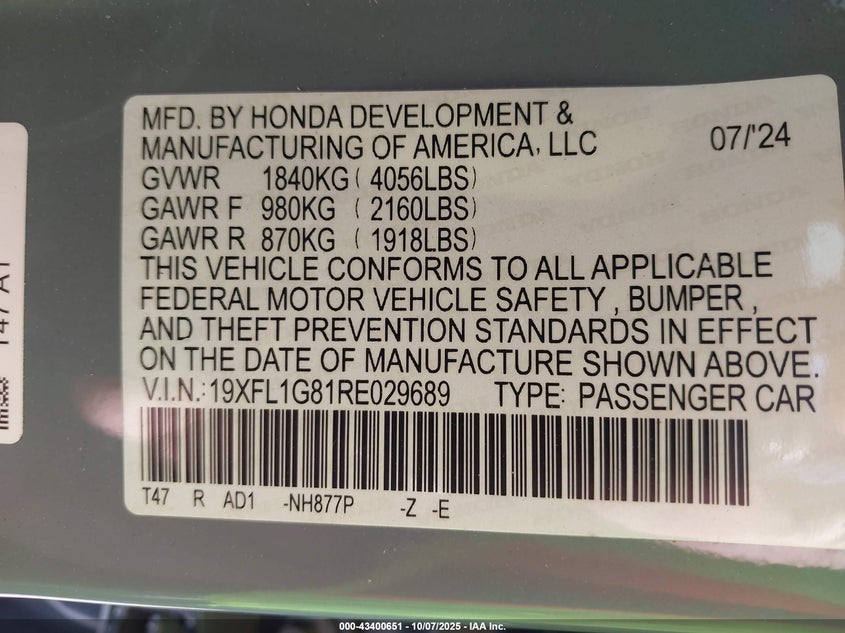 MFD. BY HONDA DEVELOPMENT &
MANUFACTURING OF AMERICA, LLC 07/'24
GVWR 1840KG ( 4056LBS)
GAWR F 980KG ( 2160LBS)
GAWR R 870KG ( 1918LBS)
THIS VEHICLE CONFORMS TO ALL APPLICABLE
FEDERAL MOTOR VEHICLE SAFETY , BUMPER ,
AND THEFT PREVENTION STANDARDS IN EFFECT
ON THE DATE OF MANUFACTURE SHOWN ABOVE.
V.I.N.: 19XFL1G81RE029689 TYPE: PASSENGER CAR
T47 R AD1 -NH877P -Z -E
T47 A1
000-43400651 - 10/07/2025 - IAA Inc.